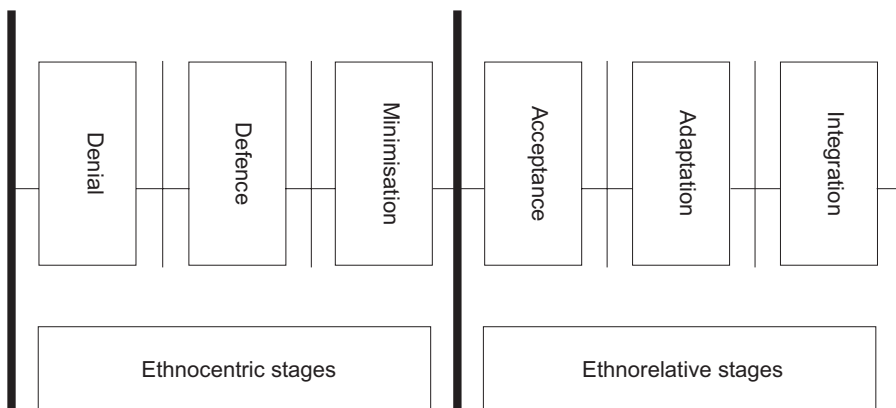 Denial
Defence
Minimisation
Acceptance
Adaptation
Integration
Ethnocentric stages
Ethnorelative stages